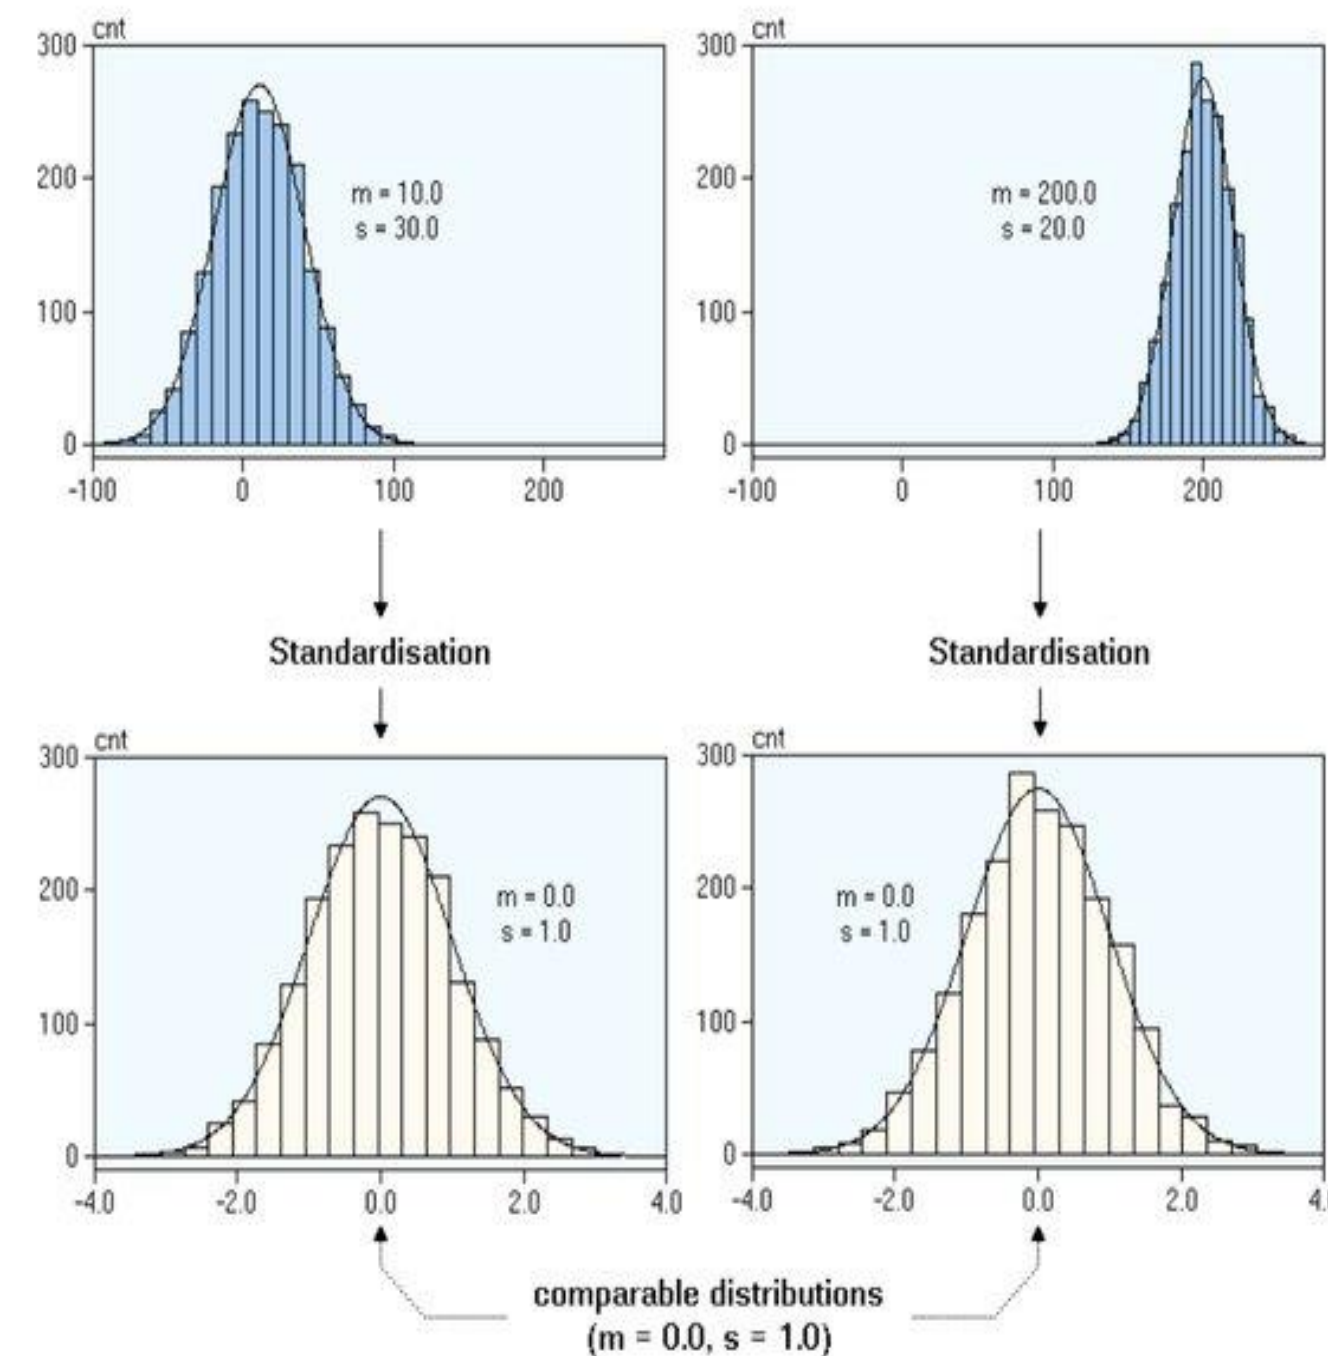 cnt
300
200
100
0
-100 0 100 200
m = 10.0
s = 30.0
cnt
300
200
100
0
-100 0 100 200
m = 200.0
s = 20.0
Standardisation
Standardisation
cnt
300
200
100
0
-4.0 -2.0 0.0 2.0 4.0
m = 0.0
s = 1.0
cnt
300
200
100
0
-4.0 -2.0 0.0 2.0 4.
m = 0.0
s = 1.0
comparable distributions
(m = 0.0, s = 1.0)